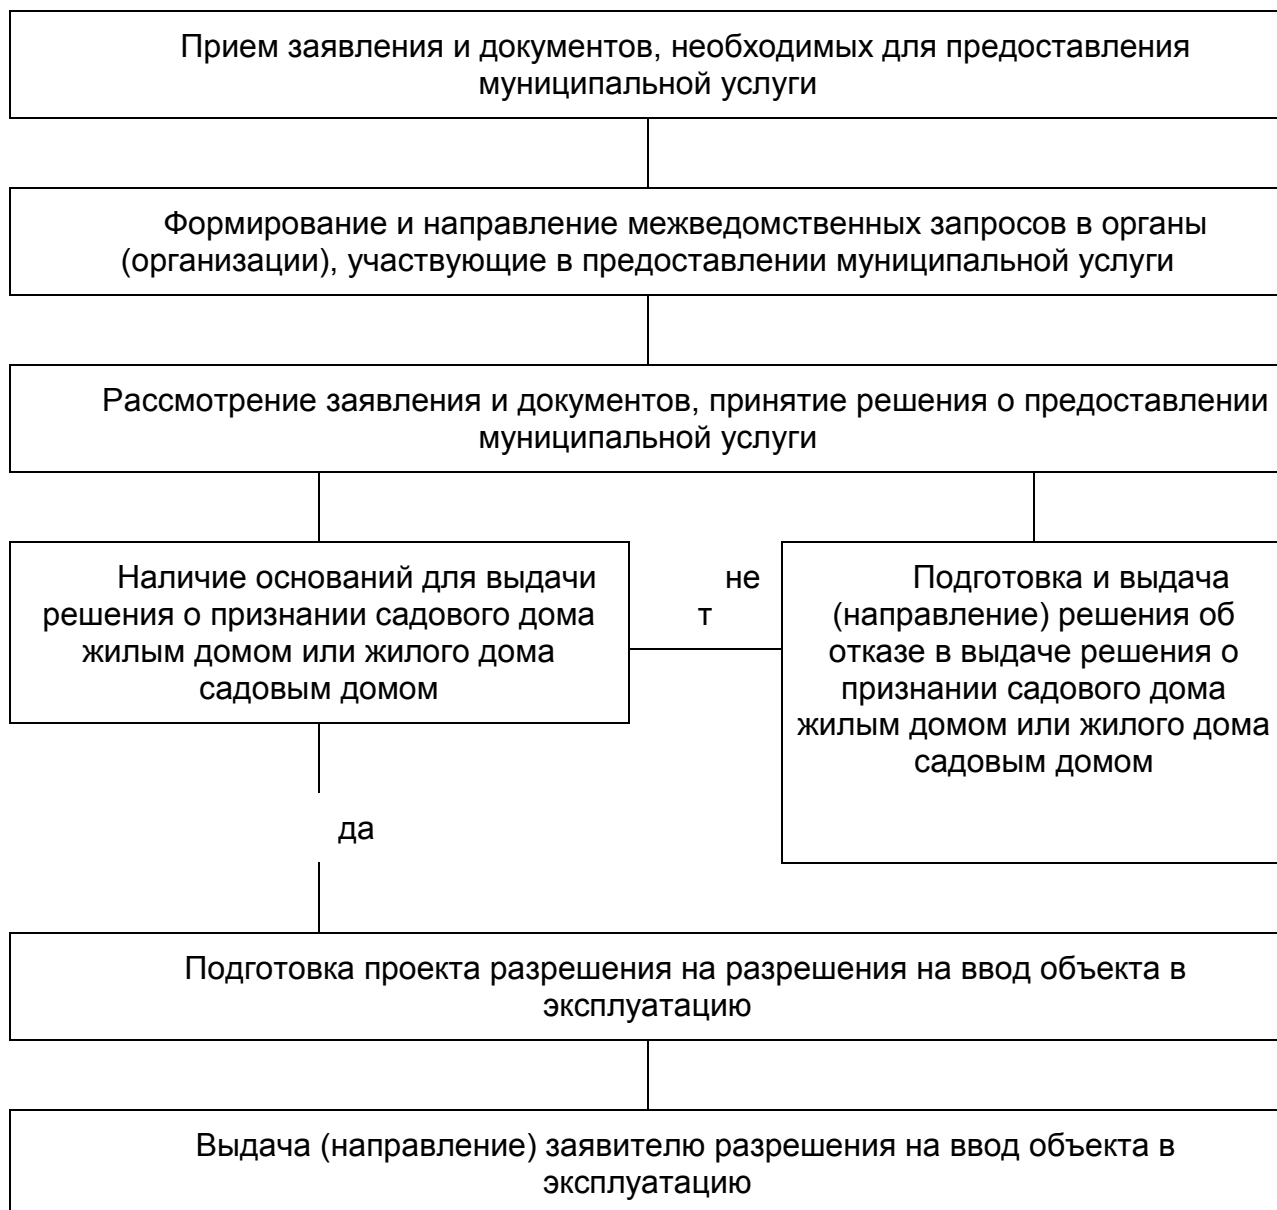 Прием заявления и документов, необходимых для предоставления
муниципальной услуги
Формирование и направление межведомственных запросов в органы
(организации), участвующие в предоставлении муниципальной услуги
Рассмотрение заявления и документов, принятие решения о предоставлении
муниципальной услуги
Наличие оснований для выдачи
решения о признании садового дома
жилым домом или жилого дома
садовым домом
не
т
Подготовка и выдача
(направление) решения об
отказе в выдаче решения о
признании садового дома
жилым домом или жилого дома
садовым домом
да
Подготовка проекта разрешения на разрешения на ввод объекта в
эксплуатацию
Выдача (направление) заявителю разрешения на ввод объекта в
эксплуатацию